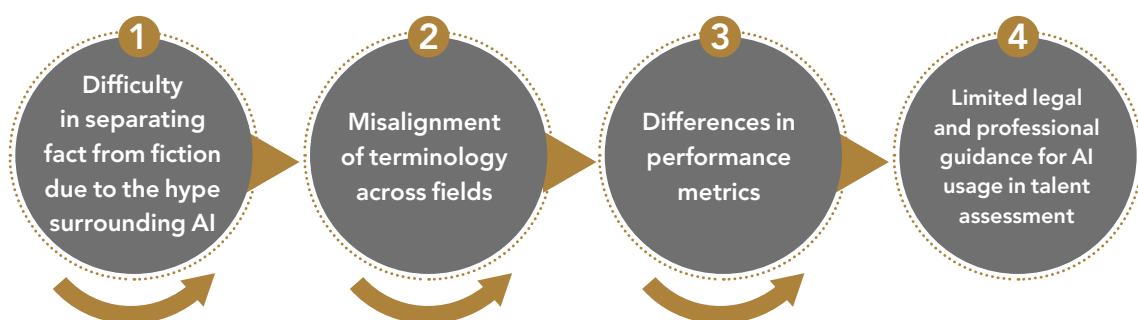 1
Difficulty
in separating
fact from fiction
due to the hype
surrounding AI
2
Misalignment
of terminology
across fields
3
Differences in
performance
metrics
4
Limited legal
and professional
guidance for AI
usage in talent
assessment